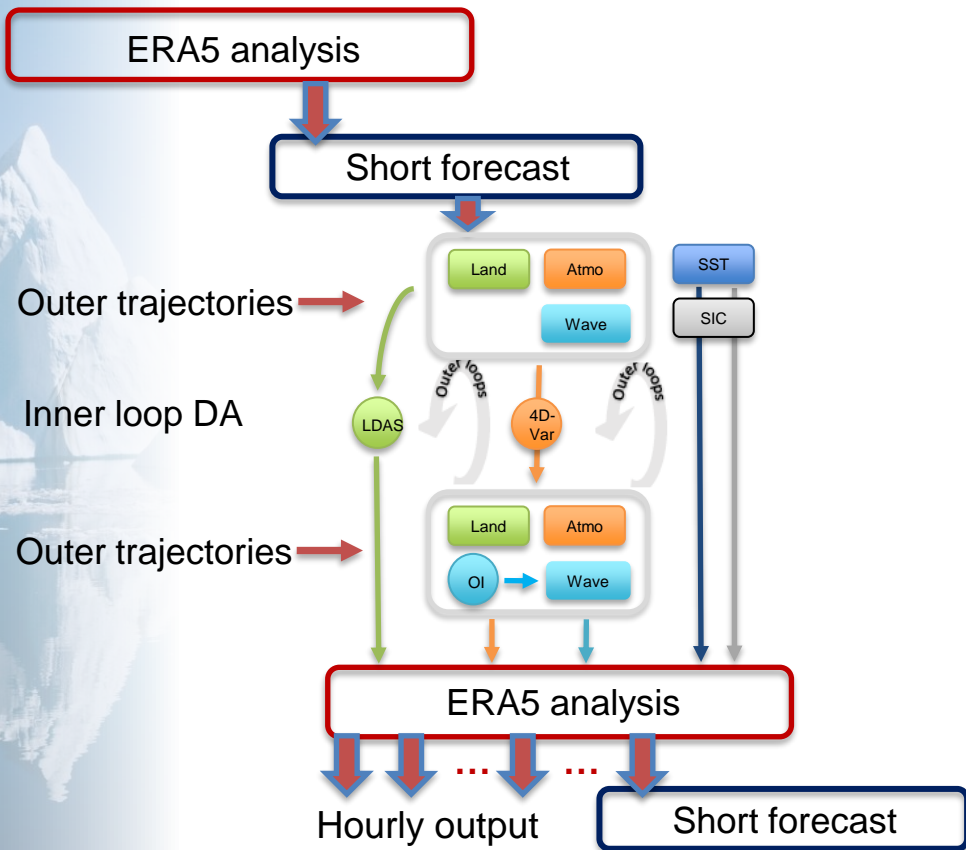 ERA5 analysis
Short forecast
Land
Atmo
SST
Outer trajectories
Wave
SIC
Outer loops
Outer loops
Inner loop DA
LDAS
4D-
Var
Land
Atmo
Outer trajectories
OI
Wave
ERA5 analysis
... ...
Hourly output
Short forecast